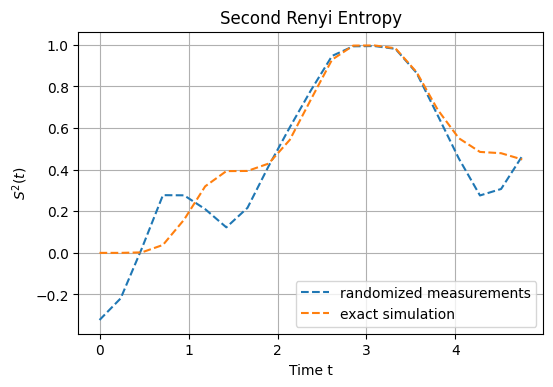 Second Renyi Entropy
S²(t)
1.0
0.8
0.6
0.4
0.2
0.0
−0.2
randomized measurements
exact simulation
0 1 2 3 4
Time t